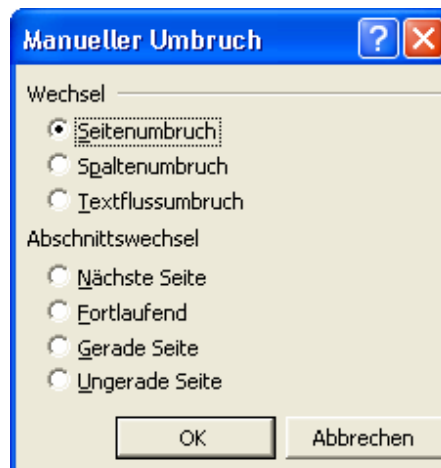 Manueller Umbruch
Wechsel
Seitenumbruch
Spaltenumbruch
Textflussumbruch
Abschnittswechsel
Nächste Seite
Fortlaufend
Gerade Seite
Ungerade Seite
OK Abbrechen